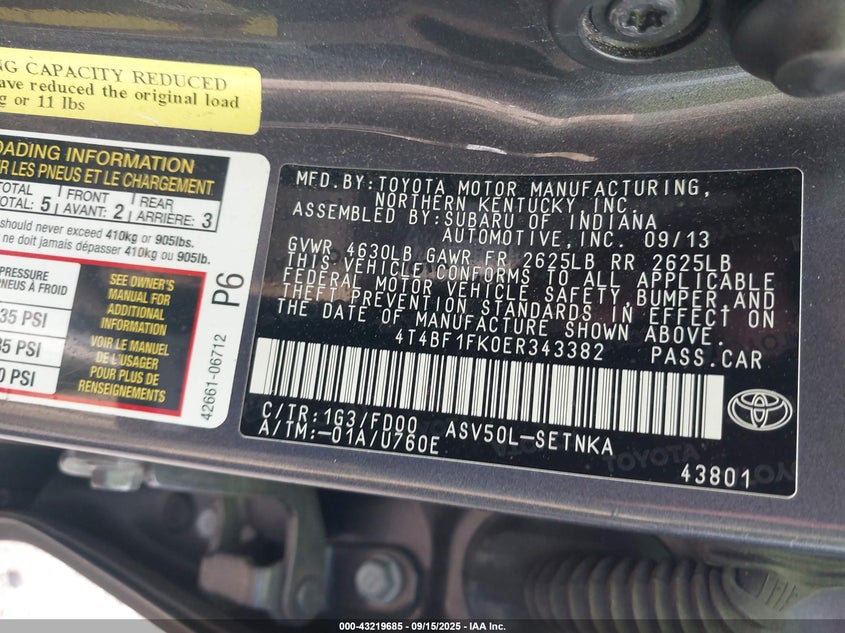 NG CAPACITY REDUCED
ave reduced the original load
g or 11 lbs
OADING INFORMATION
R LES PNEUS ET LE CHARGEMENT
TOTAL
TOTAL: 5
FRONT
AVANT: 2
REAR
ARRIÈRE: 3
should never exceed 410kg or 905lbs.
ne doit jamais dépasser 410kg ou 905lb.
PRESSURE
PNEUS À FROID
35 PSI
35 PSI
0 PSI
SEE OWNER'S
MANUAL FOR
ADDITIONAL
INFORMATION
VOIR LE MANUEL
DE L'USAGER
POUR PLUS DE
RENSEIGNEMENTS
42661-06712
P6
MFD.BY:TOYOTA MOTOR MANUFACTURING,
NORTHERN KENTUCKY, INC.
ASSEMBLED BY:SUBARU OF INDIANA
AUTOMOTIVE,INC. 09/13
GVWR 4630LB GAWR FR 2625LB RR 2625LB
THIS VEHICLE CONFORMS TO ALL APPLICABLE
FEDERAL MOTOR VEHICLE SAFETY,BUMPER,AND
THEFT PREVENTION STANDARDS IN EFFECT ON
THE DATE OF MANUFACTURE SHOWN ABOVE.
4T4BF1FK0ER343382 PASS.CAR
C/TR:1G3/FD00 ASV50L-SETNKA
A/TM:-01A/U760E
43801
000-43219685 - 09/15/2025 - IAA Inc.